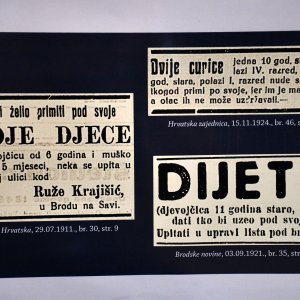 i želio primiti pod svoje
OJE DJECE
ojčicu od 6 godina i muško
5 mjeseci, neka se upita u
j ulici kod
Ruže Krajišić,
u Brodu na Savi.
Hrvatska, 29.07.1911., br. 30, str. 9
Dvije curice jedna 10 god, s
lazi IV. razred,
god, stara, polazi I, razred nude s
tkogod primi po svoje, jer im je ma
a otac ih ne može uzdržavati.—
Hrvatska zajednica, 15.11.1924., br. 46, s
DIJET
(djevojčica 11 godina staro,
dati tko bi uzeo pod svoj
Upitati u upravi lista pod br
Brodske novine, 03.09.1921., br. 35, str